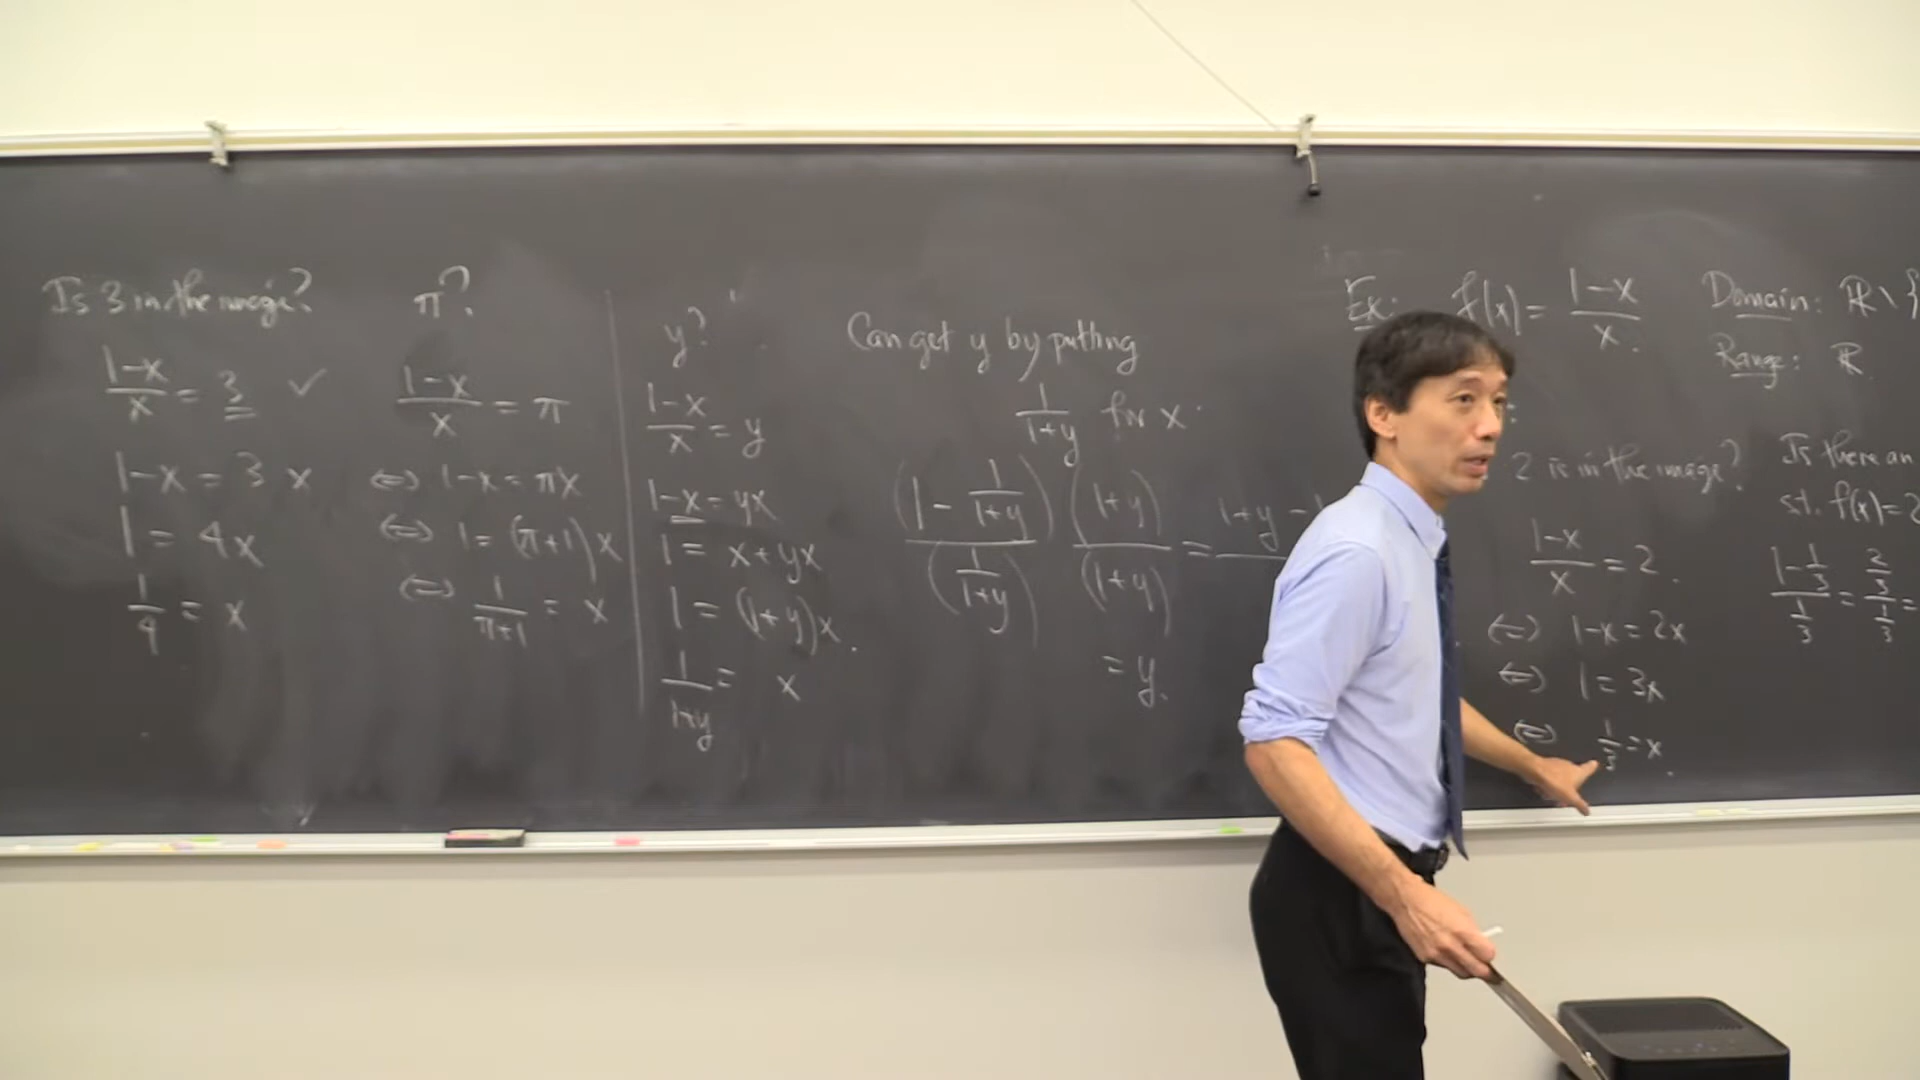 Is 3 in the image?
1-x/x = 3 ✓
1-x = 3 x
1 = 4x
1/4 = x
π?
1-x/x = π
⇔ 1-x = πx
⇔ 1 = (π+1)x
⇔ 1/π+1 = x
y?
1-x/x = y
1-x = yx
1 = x+yx
1 = (1+y)x.
1/1+y = x
Can get y by putting
1/1+y for x.
(1 - 1/1+y)/(1/1+y) (1+y)/(1+y) = 1+y -
= y.
Ex: f(x) = 1-x/x.
Domain: ℝ \ {
Range: ℝ.
2 is in the image?
1-x/x = 2.
⇔ 1-x = 2x
⇔ 1 = 3x
⇔ 1/3 = x.
Is there an
st. f(x) = 2
1-1/3/1/3 = 2/3/1/3 =